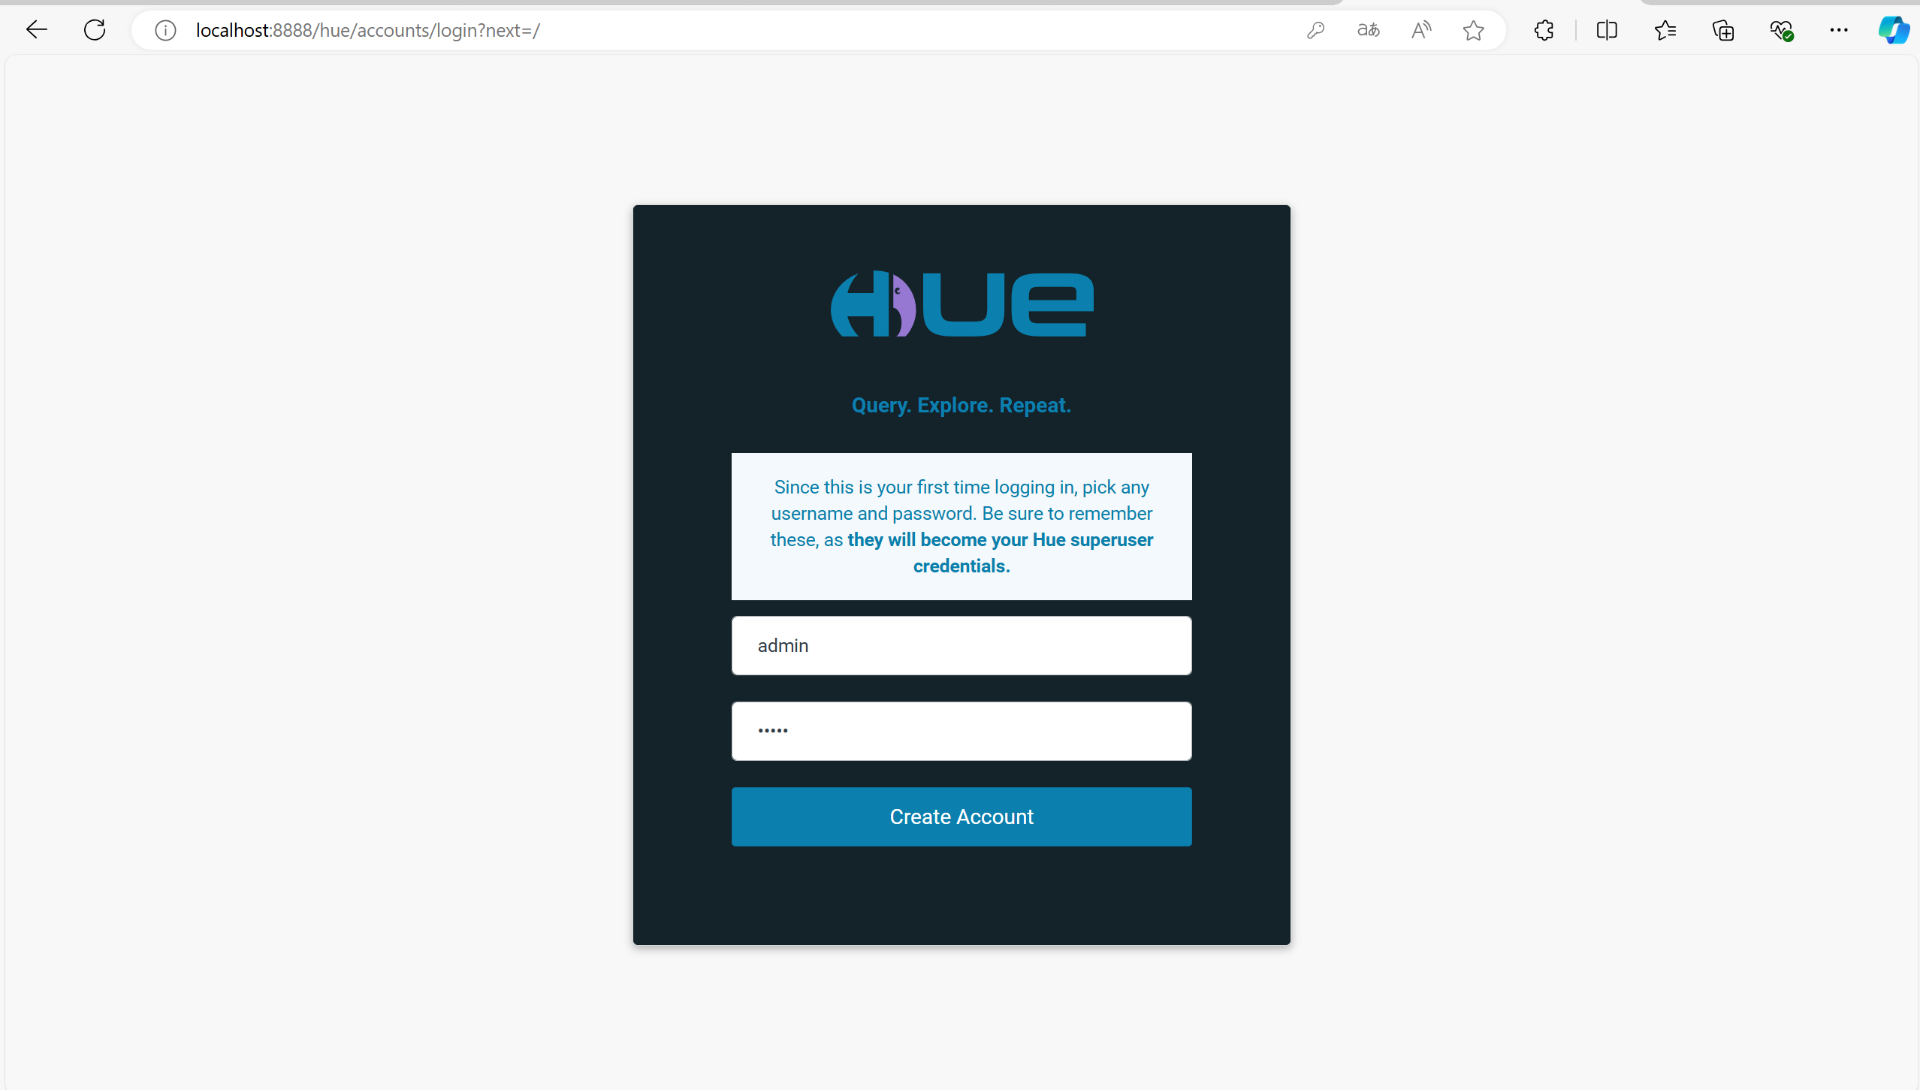 localhost:8888/hue/accounts/login?next=/
HUE
Query. Explore. Repeat.
Since this is your first time logging in, pick any
username and password. Be sure to remember
these, as they will become your Hue superuser
credentials.
admin
•••••
Create Account